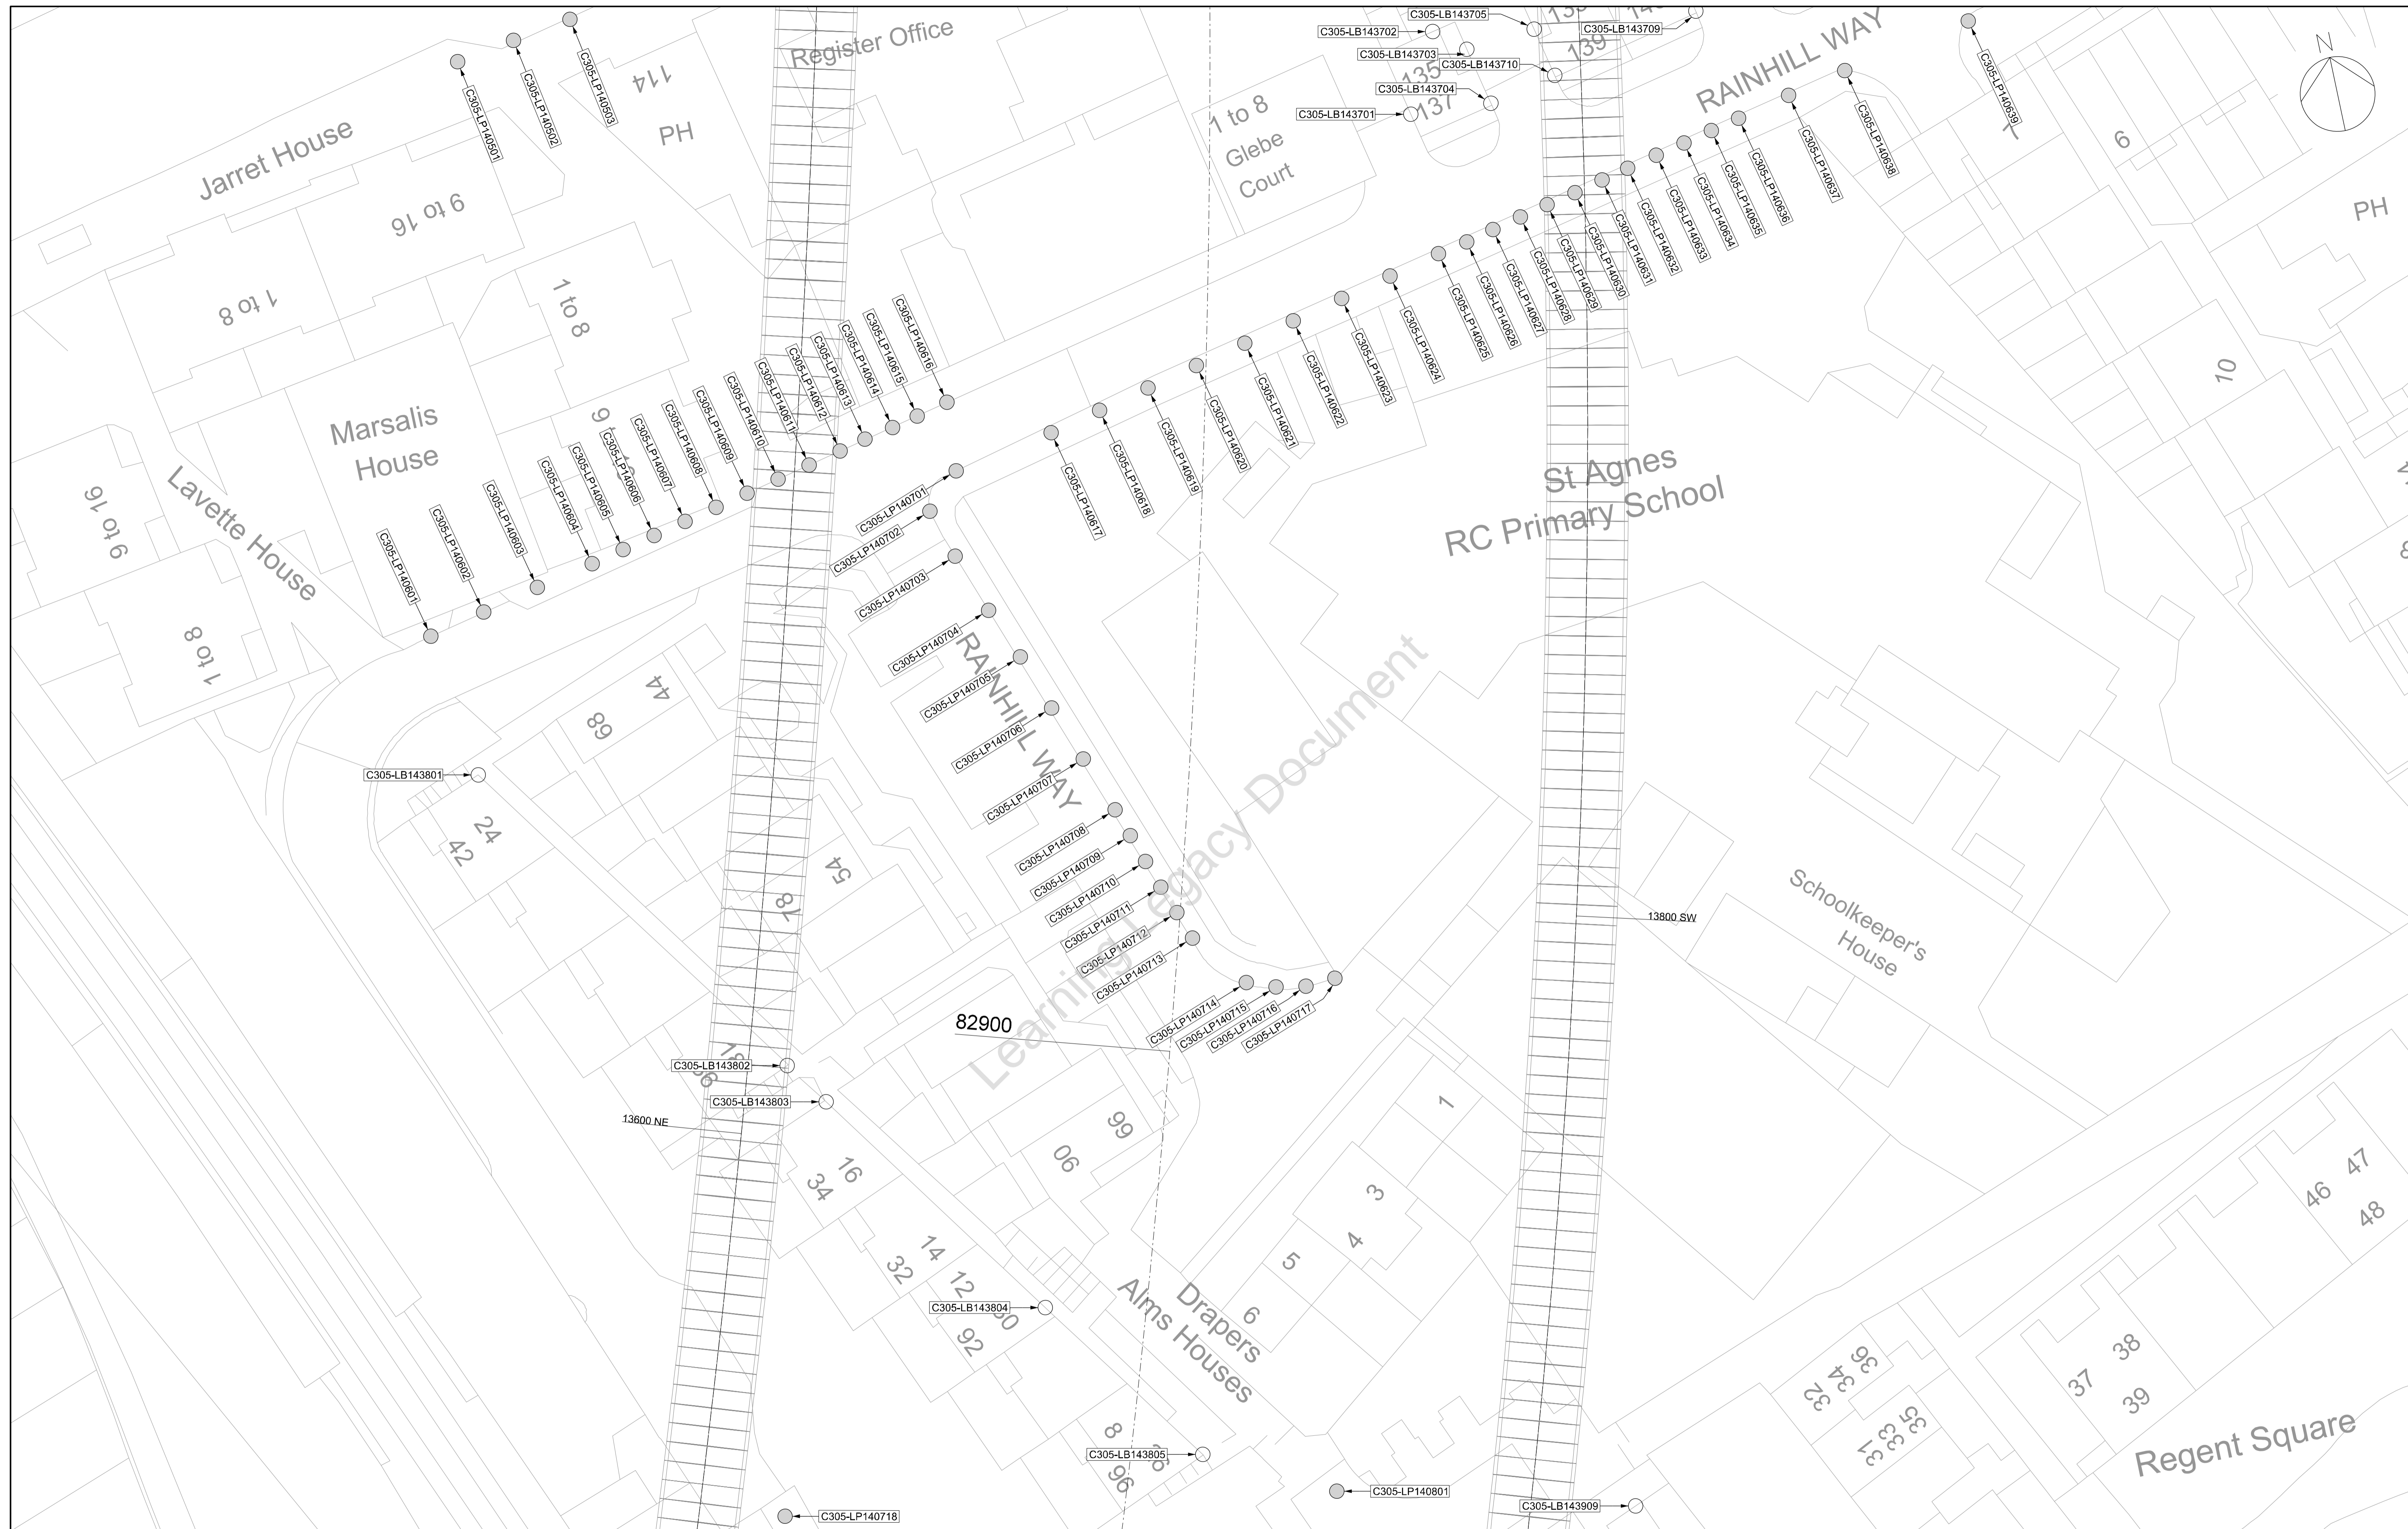 C305-LB143705
C305-LB143702
C305-LB143709
C305-LB143703
C305-LB143710
C305-LB143704
C305-LB143701
139
135
137
RAINHILL WAY
N
Register Office
114
PH
Jarret House
C305-LP140501
C305-LP140502
C305-LP140503
1 to 8
Glebe
Court
7
6
PH
9 to 16
1 to 8
1 to 8
C305-LP140639
C305-LP140638
C305-LP140637
C305-LP140636
C305-LP140635
C305-LP140634
C305-LP140633
C305-LP140632
C305-LP140631
C305-LP140630
C305-LP140629
C305-LP140628
C305-LP140627
C305-LP140626
C305-LP140625
C305-LP140624
C305-LP140623
C305-LP140622
C305-LP140621
C305-LP140620
C305-LP140619
C305-LP140618
C305-LP140617
C305-LP140616
C305-LP140615
C305-LP140614
C305-LP140613
C305-LP140612
C305-LP140611
C305-LP140610
C305-LP140609
C305-LP140608
C305-LP140607
C305-LP140606
C305-LP140605
C305-LP140604
C305-LP140603
C305-LP140602
C305-LP140601
Marsalis
House
Lavette House
9 to 16
1 to 8
St Agnes
RC Primary School
10
C305-LP140701
C305-LP140702
C305-LP140703
C305-LP140704
C305-LP140705
C305-LP140706
C305-LP140707
C305-LP140708
C305-LP140709
C305-LP140710
C305-LP140711
C305-LP140712
C305-LP140713
C305-LP140714
C305-LP140715
C305-LP140716
C305-LP140717
RAINHILL WAY
44
68
C305-LB143801
24
42
54
78
Schoolkeeper's
House
13800 SW
82900
Learning Legacy Document
C305-LB143802
C305-LB143803
13600 NE
16
34
66
90
1
3
4
5
6
14
32
12
92
C305-LB143804
Drapers
Alms Houses
46
47
48
37
38
39
36
34
32
35
33
31
Regent Square
8
96
C305-LB143805
C305-LP140801
C305-LB143909
C305-LP140718